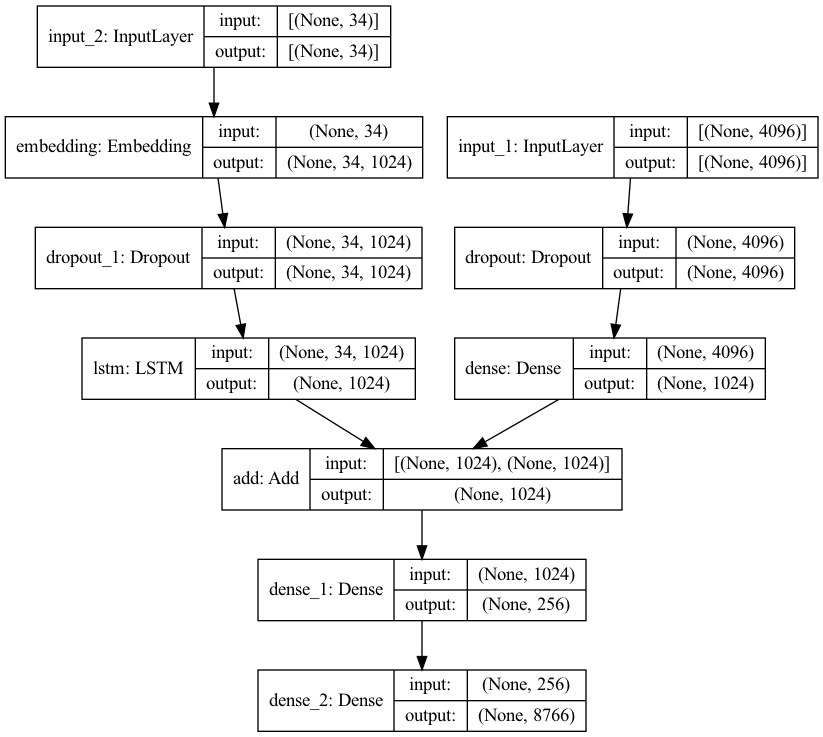 input_2: InputLayer
input: [(None, 34)]
output: [(None, 34)]
embedding: Embedding
input: (None, 34)
output: (None, 34, 1024)
input_1: InputLayer
input: [(None, 4096)]
output: [(None, 4096)]
dropout_1: Dropout
input: (None, 34, 1024)
output: (None, 34, 1024)
dropout: Dropout
input: (None, 4096)
output: (None, 4096)
lstm: LSTM
input: (None, 34, 1024)
output: (None, 1024)
dense: Dense
input: (None, 4096)
output: (None, 1024)
add: Add
input: [(None, 1024), (None, 1024)]
output: (None, 1024)
dense_1: Dense
input: (None, 1024)
output: (None, 256)
dense_2: Dense
input: (None, 256)
output: (None, 8766)